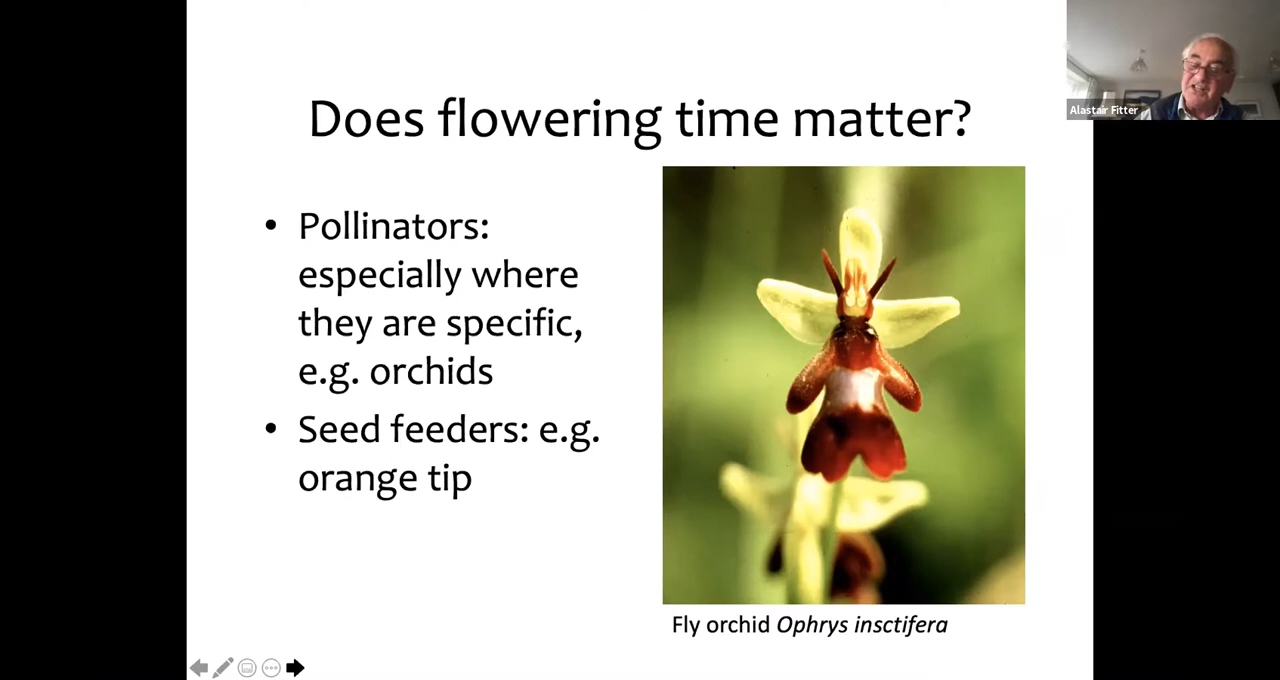 Does flowering time matter?
Alastair Fitter
• Pollinators:
especially where
they are specific,
e.g. orchids
• Seed feeders: e.g.
orange tip
Fly orchid Ophrys insctifera